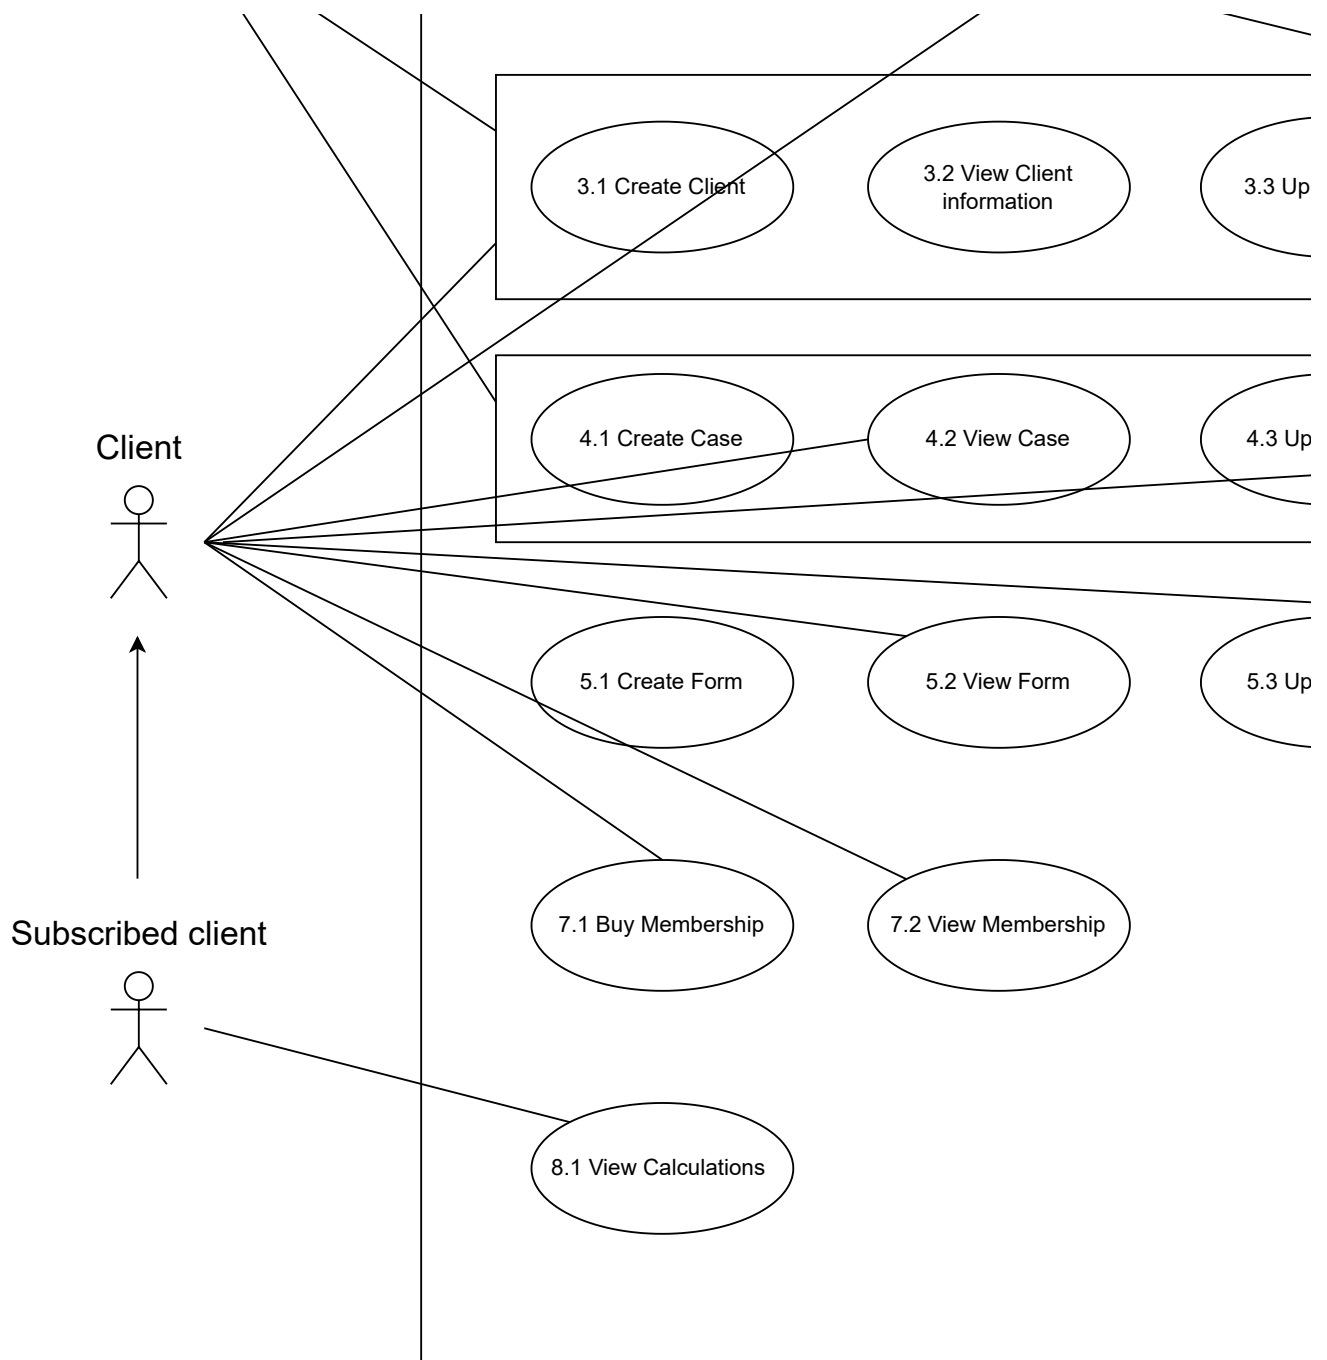 3.1 Create Client
3.2 View Client
information
3.3 Up
Client
4.1 Create Case
4.2 View Case
4.3 Up
5.1 Create Form
5.2 View Form
5.3 Up
7.1 Buy Membership
7.2 View Membership
Subscribed client
8.1 View Calculations